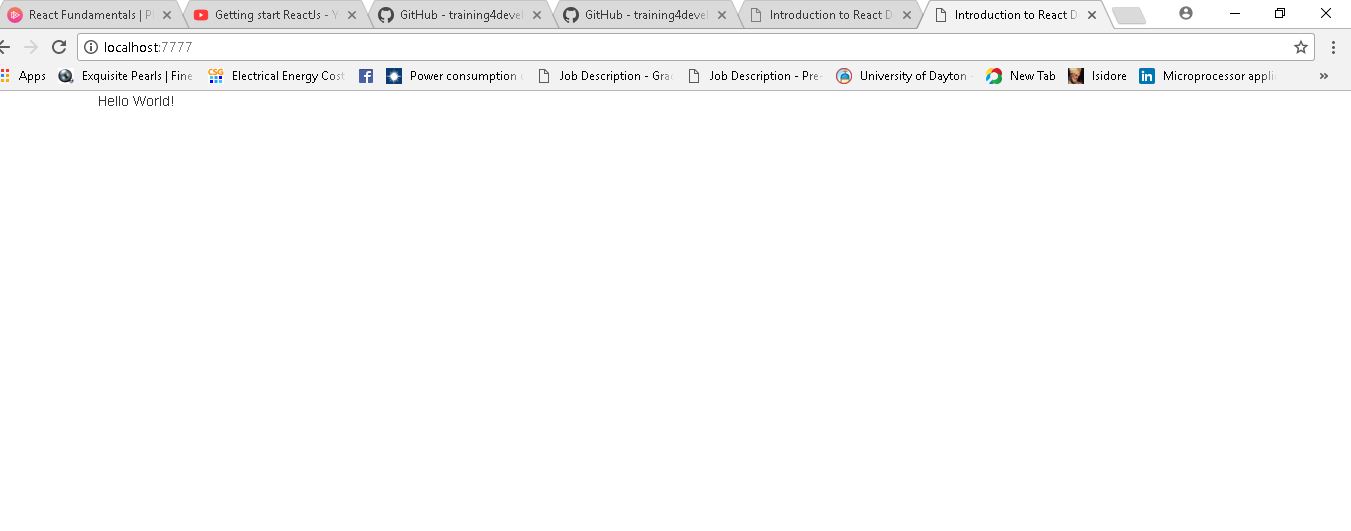 React Fundamentals | Pl
Getting start ReactJs - Y
GitHub - training4devel
GitHub - training4devel
Introduction to React D
Introduction to React D
localhost:7777
Apps
Exquisite Pearls | Fine
CSG
Electrical Energy Cost
Power consumption
Job Description - Grad
Job Description - Pre-
University of Dayton -
New Tab
Isidore
in
Microprocessor appli
»
Hello World!